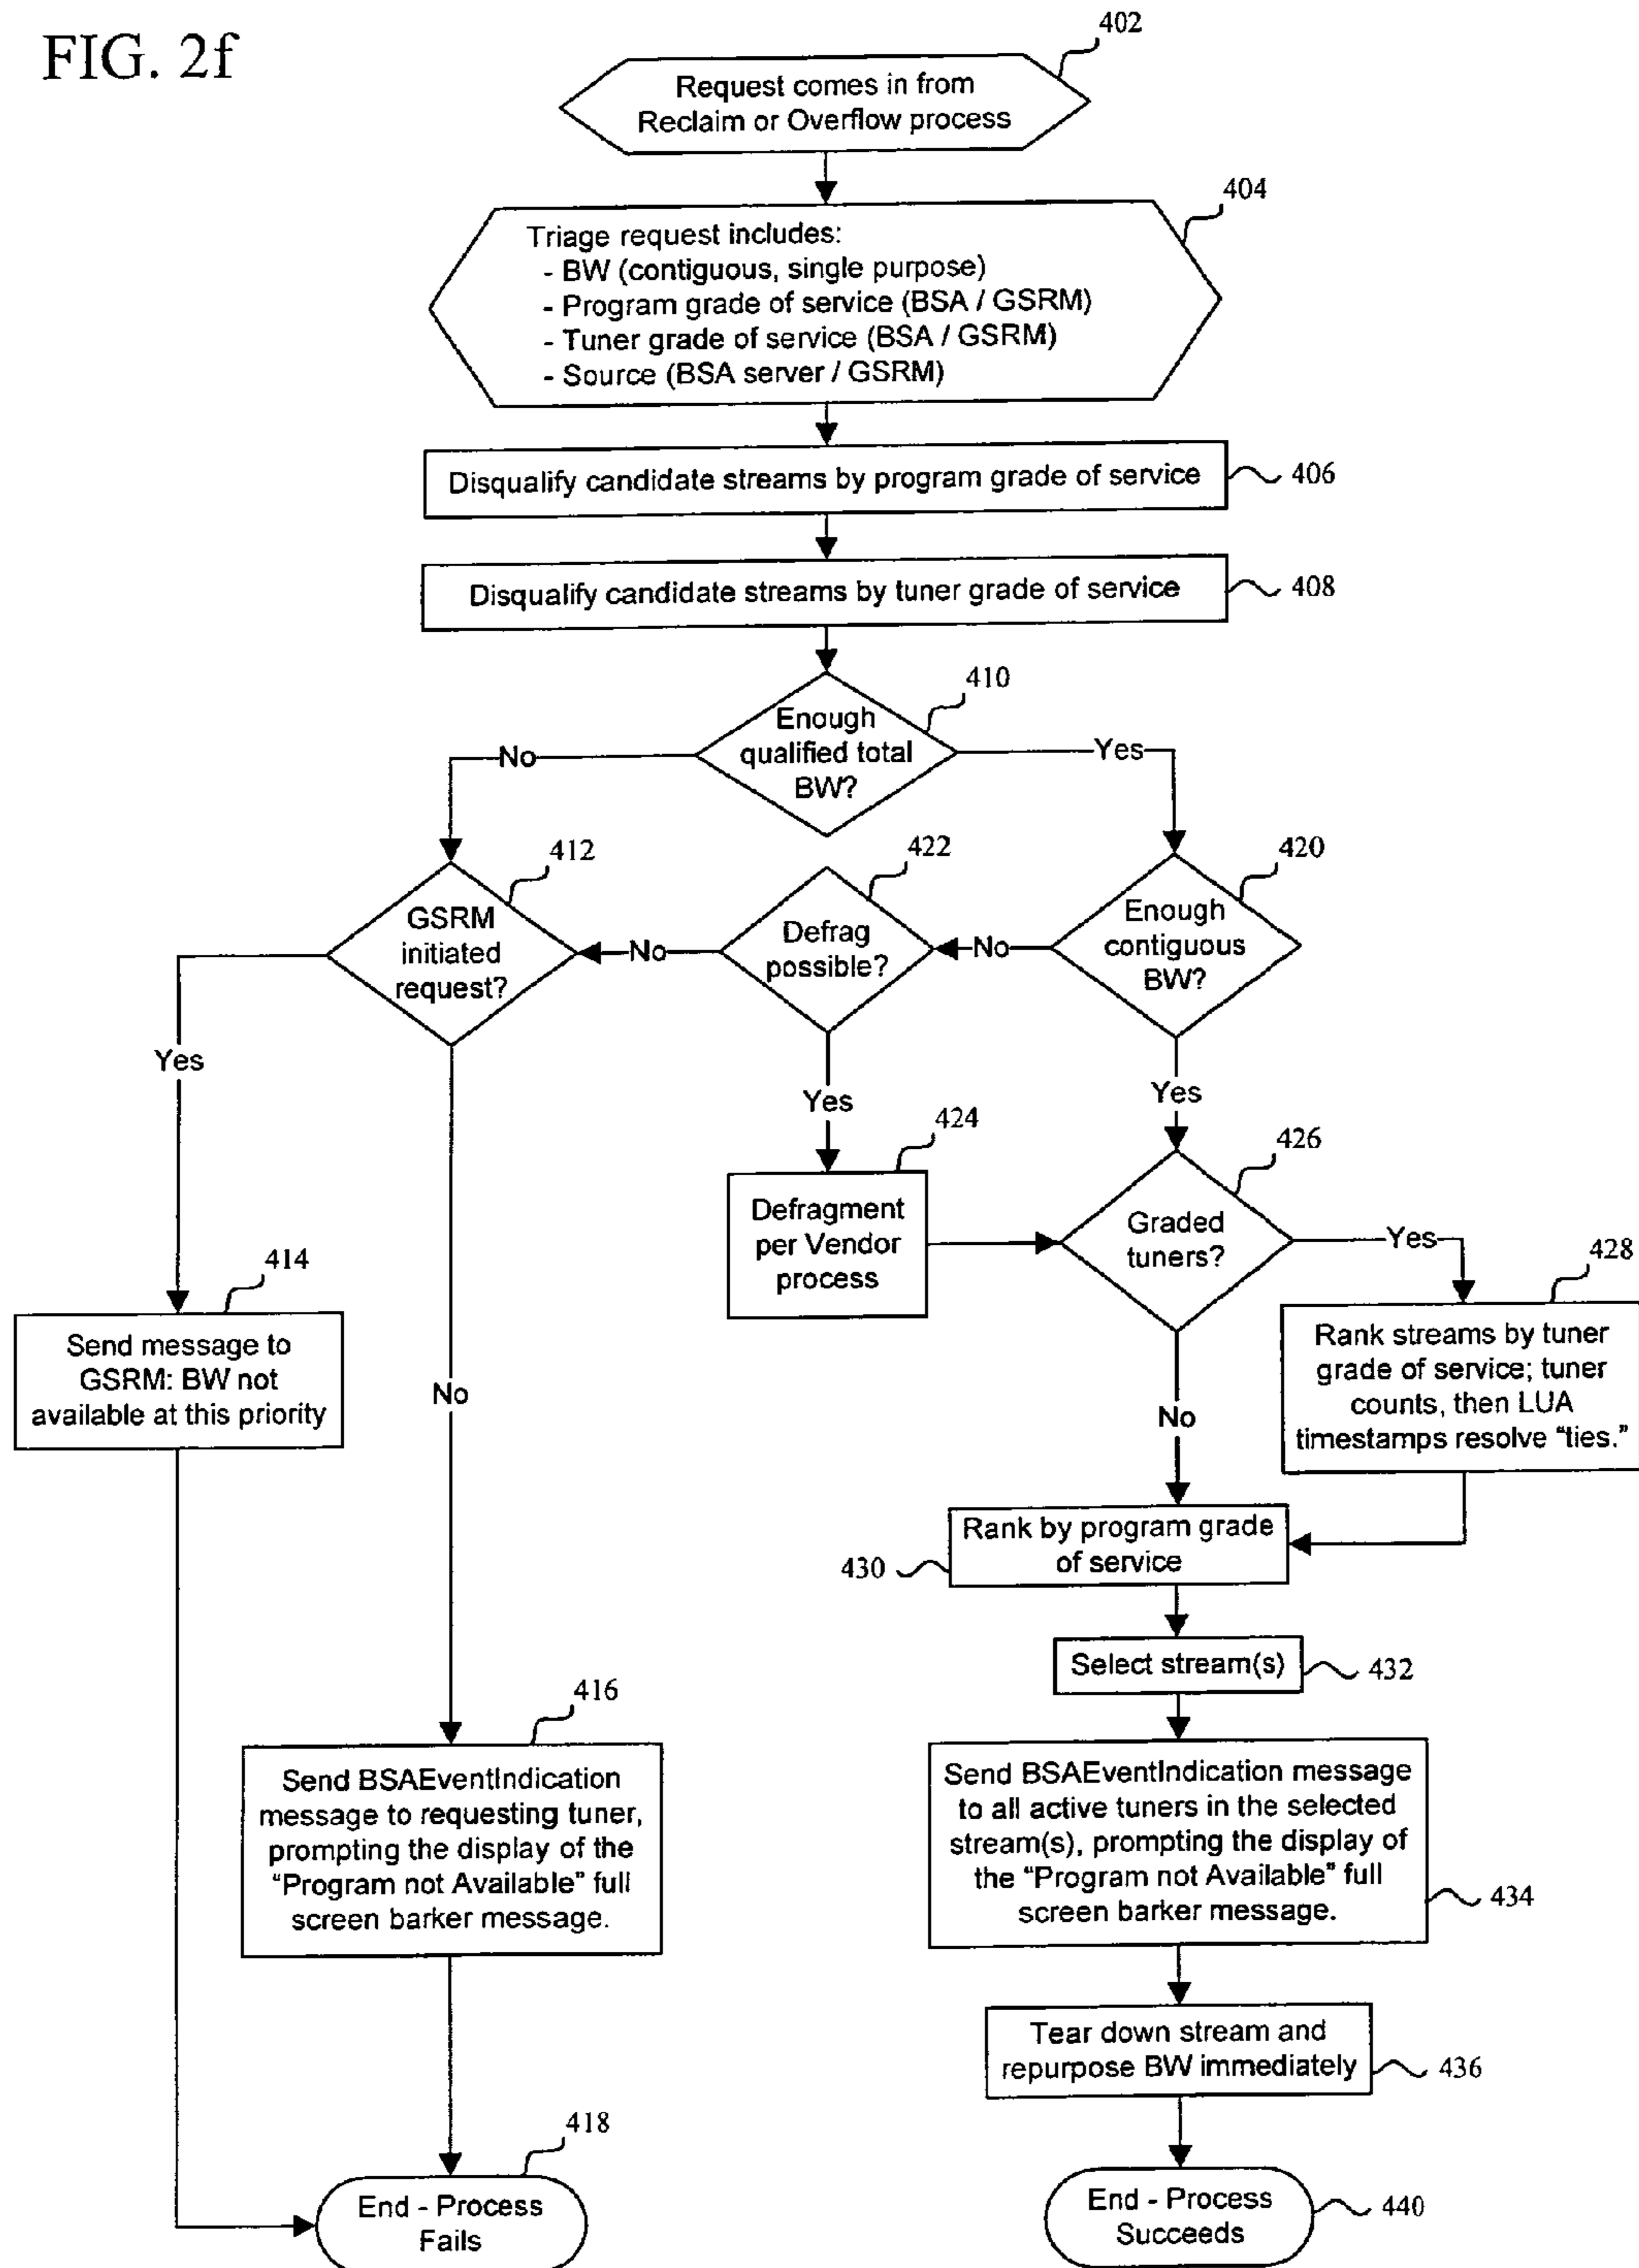 FIG. 2f
402
Request comes in from
Reclaim or Overflow process
404
Triage request includes:
- BW (contiguous, single purpose)
- Program grade of service (BSA / GSRM)
- Tuner grade of service (BSA / GSRM)
- Source (BSA server / GSRM)
Disqualify candidate streams by program grade of service
406
Disqualify candidate streams by tuner grade of service
408
410
Enough
qualified total
BW?
No
Yes
412
GSRM
initiated
request?
422
Defrag
possible?
420
Enough
contiguous
BW?
No
No
Yes
Yes
Yes
424
Defragment
per Vendor
process
426
Graded
tuners?
Yes
428
Rank streams by tuner
grade of service; tuner
counts, then LUA
timestamps resolve “ties.”
414
Send message to
GSRM: BW not
available at this priority
No
No
Rank by program grade
of service
430
Select stream(s)
432
416
Send BSAEventIndication
message to requesting tuner,
prompting the display of the
“Program not Available” full
screen barker message.
Send BSAEventIndication message
to all active tuners in the selected
stream(s), prompting the display of
the “Program not Available” full
screen barker message.
434
Tear down stream and
repurpose BW immediately
436
418
End - Process
Fails
End - Process
Succeeds
440